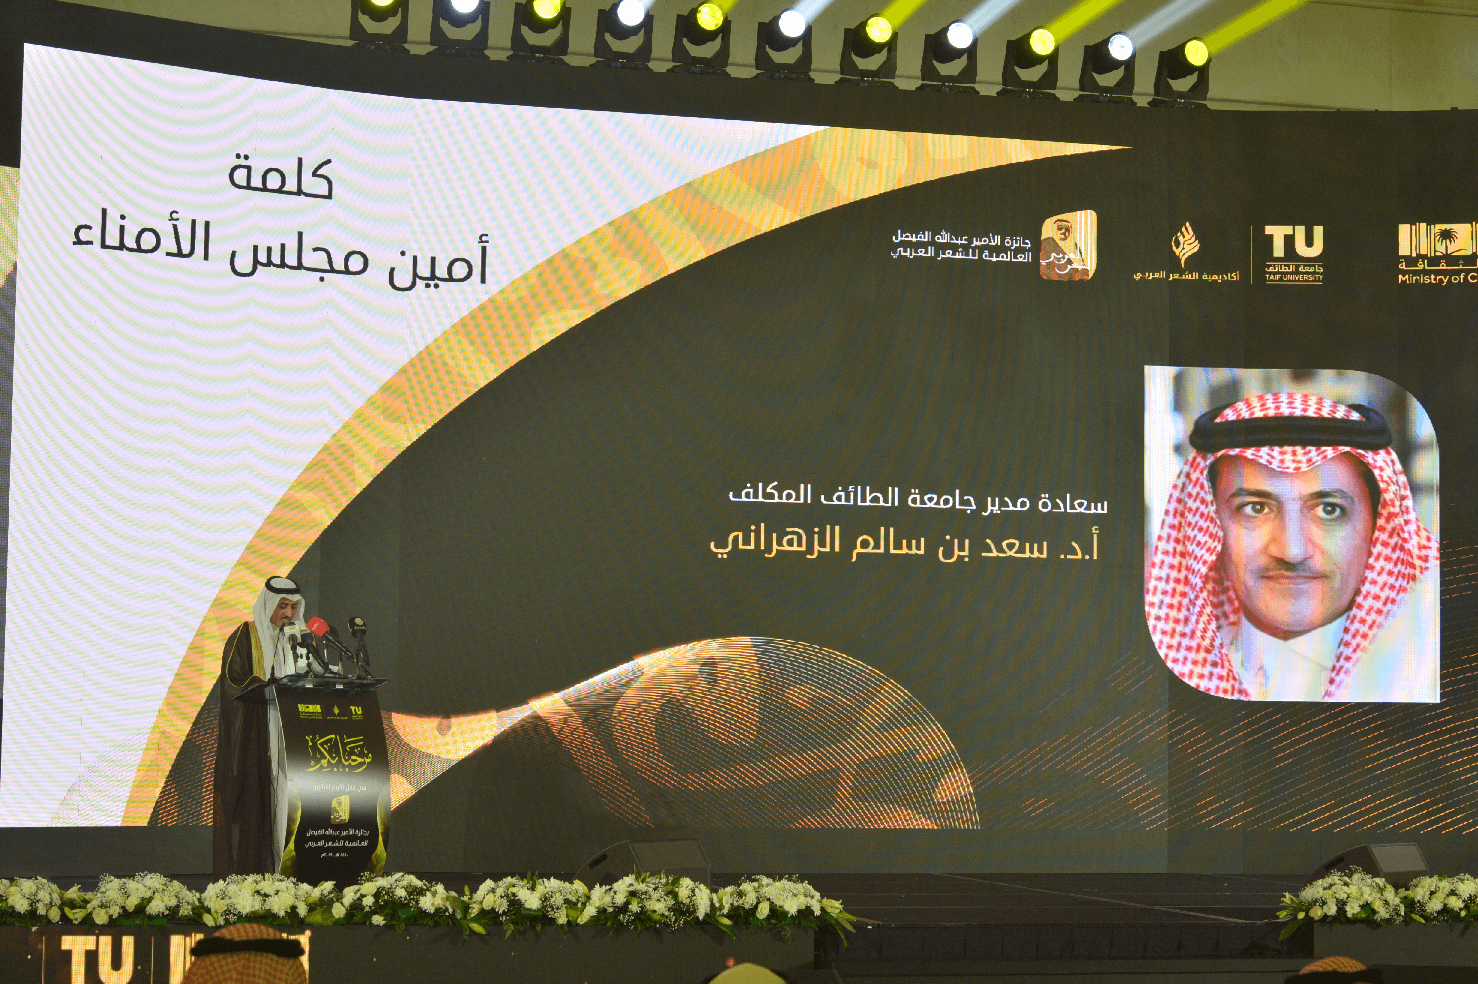 كلمة
أمين مجلس الأمناء
جائزة الأمير عبدالله الفيصل
العالمية للشعر العربي
أكاديمية الشعر العربي
TU
جامعة الطائف
TAIF UNIVERSITY
Ministry of C
سعادة مدير جامعة الطائف المكلف
أ.د. سعد بن سالم الزهراني
TU
مرحبا بكم
جائزة الأمير عبدالله الفيصل
العالمية للشعر العربي
TU